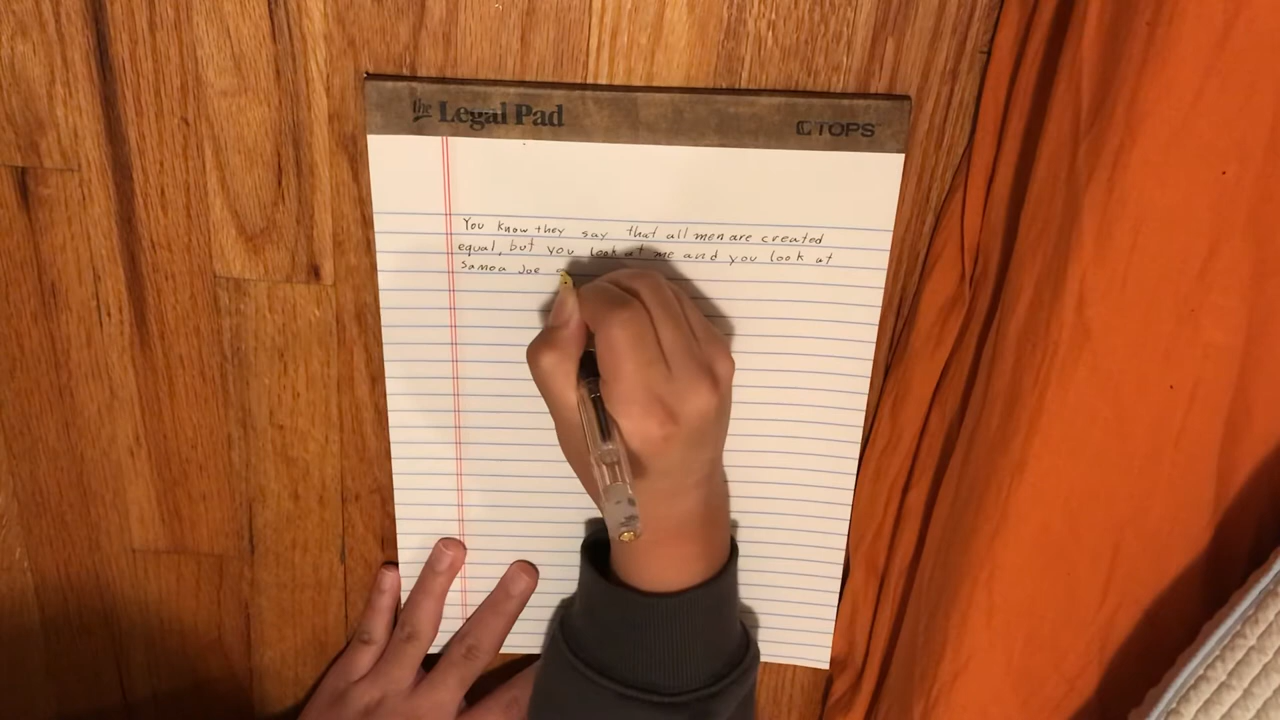 the Legal Pad
TOPS
You know they say that all men are created
equal, but you look at me and you look at
Samoa Joe